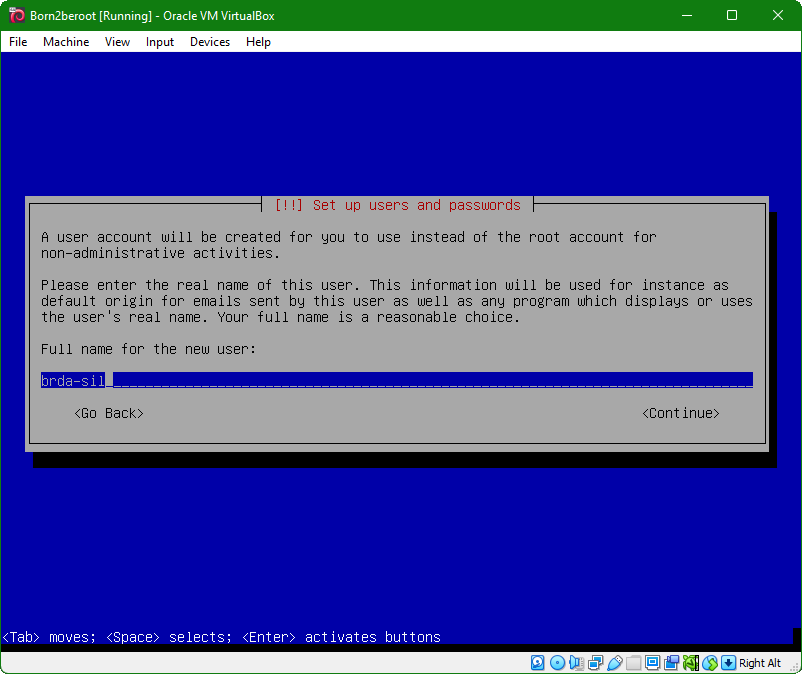 Born2beroot [Running] - Oracle VM VirtualBox
File Machine View Input Devices Help
[!!] Set up users and passwords
A user account will be created for you to use instead of the root account for
non-administrative activities.
Please enter the real name of this user. This information will be used for instance as
default origin for emails sent by this user as well as any program which displays or uses
the user's real name. Your full name is a reasonable choice.
Full name for the new user:
brda-sil
<Go Back> <Continue>
<Tab> moves; <Space> selects; <Enter> activates buttons
Right Alt